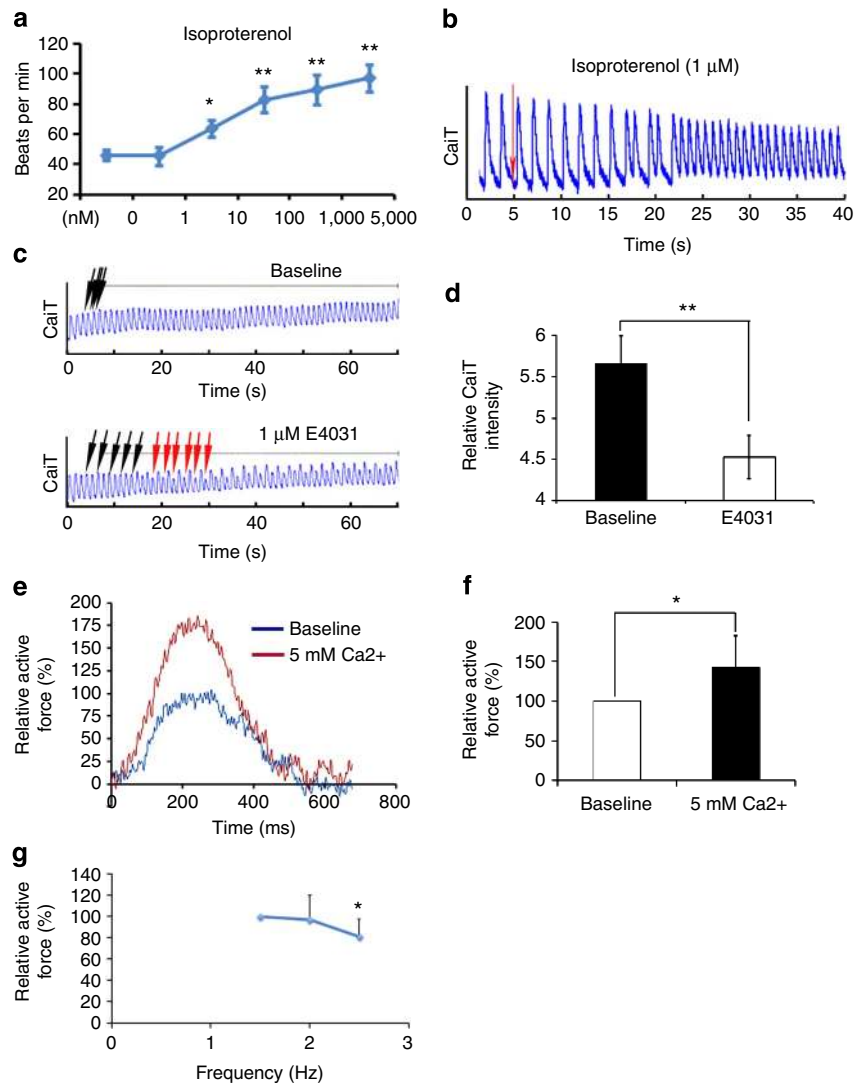 a
Isoproterenol
Beats per min
120
100
80
60
40
20
*
**
**
**
(nM) 0 1 10 100 1,000 5,000
b
Isoproterenol (1 μM)
CaiT
0 5 10 15 20 25 30 35 40
Time (s)
c
Baseline
CaiT
0 20 40 60
Time (s)
1 μM E4031
CaiT
0 20 40 60
Time (s)
d
Relative CaiT
intensity
6
5.5
5
4.5
4
**
Baseline E4031
e
Relative active
force (%)
200
175
150
125
100
75
50
25
0
Baseline
5 mM Ca2+
0 200 400 600 800
Time (ms)
f
Relative active
force (%)
200
150
100
50
0
*
Baseline 5 mM Ca2+
g
Relative active
force (%)
140
120
100
80
60
40
20
0
*
0 1 2 3
Frequency (Hz)